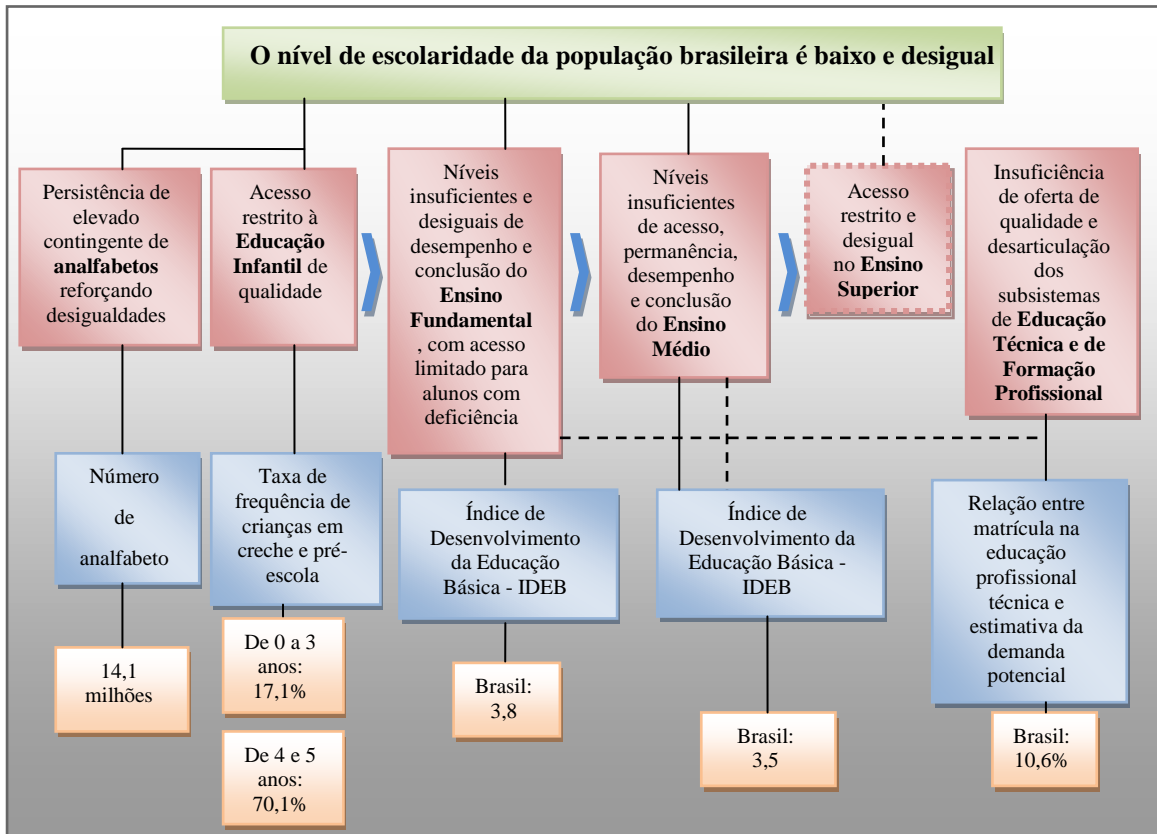 O nível de escolaridade da população brasileira é baixo e desigual
Persistência de
elevado
contingente de
analfabetos
reforçando
desigualdades
Acesso
restrito à
Educação
Infantil de
qualidade
Níveis
insuficientes e
desiguais de
desempenho e
conclusão do
Ensino
Fundamental
, com acesso
limitado para
alunos com
deficiência
Níveis
insuficientes
de acesso,
permanência,
desempenho
e conclusão
do Ensino
Médio
Acesso
restrito e
desigual
no Ensino
Superior
Insuficiência
de oferta de
qualidade e
desarticulação
dos
subsistemas
de Educação
Técnica e de
Formação
Profissional
Número
de
analfabeto
Taxa de
frequência de
crianças em
creche e pré-
escola
Índice de
Desenvolvimento
da Educação
Básica - IDEB
Índice de
Desenvolvimento da
Educação Básica -
IDEB
Relação entre
matrícula na
educação
profissional
técnica e
estimativa da
demanda
potencial
14,1
milhões
De 0 a 3
anos:
17,1%
De 4 e 5
anos:
70,1%
Brasil:
3,8
Brasil:
3,5
Brasil:
10,6%